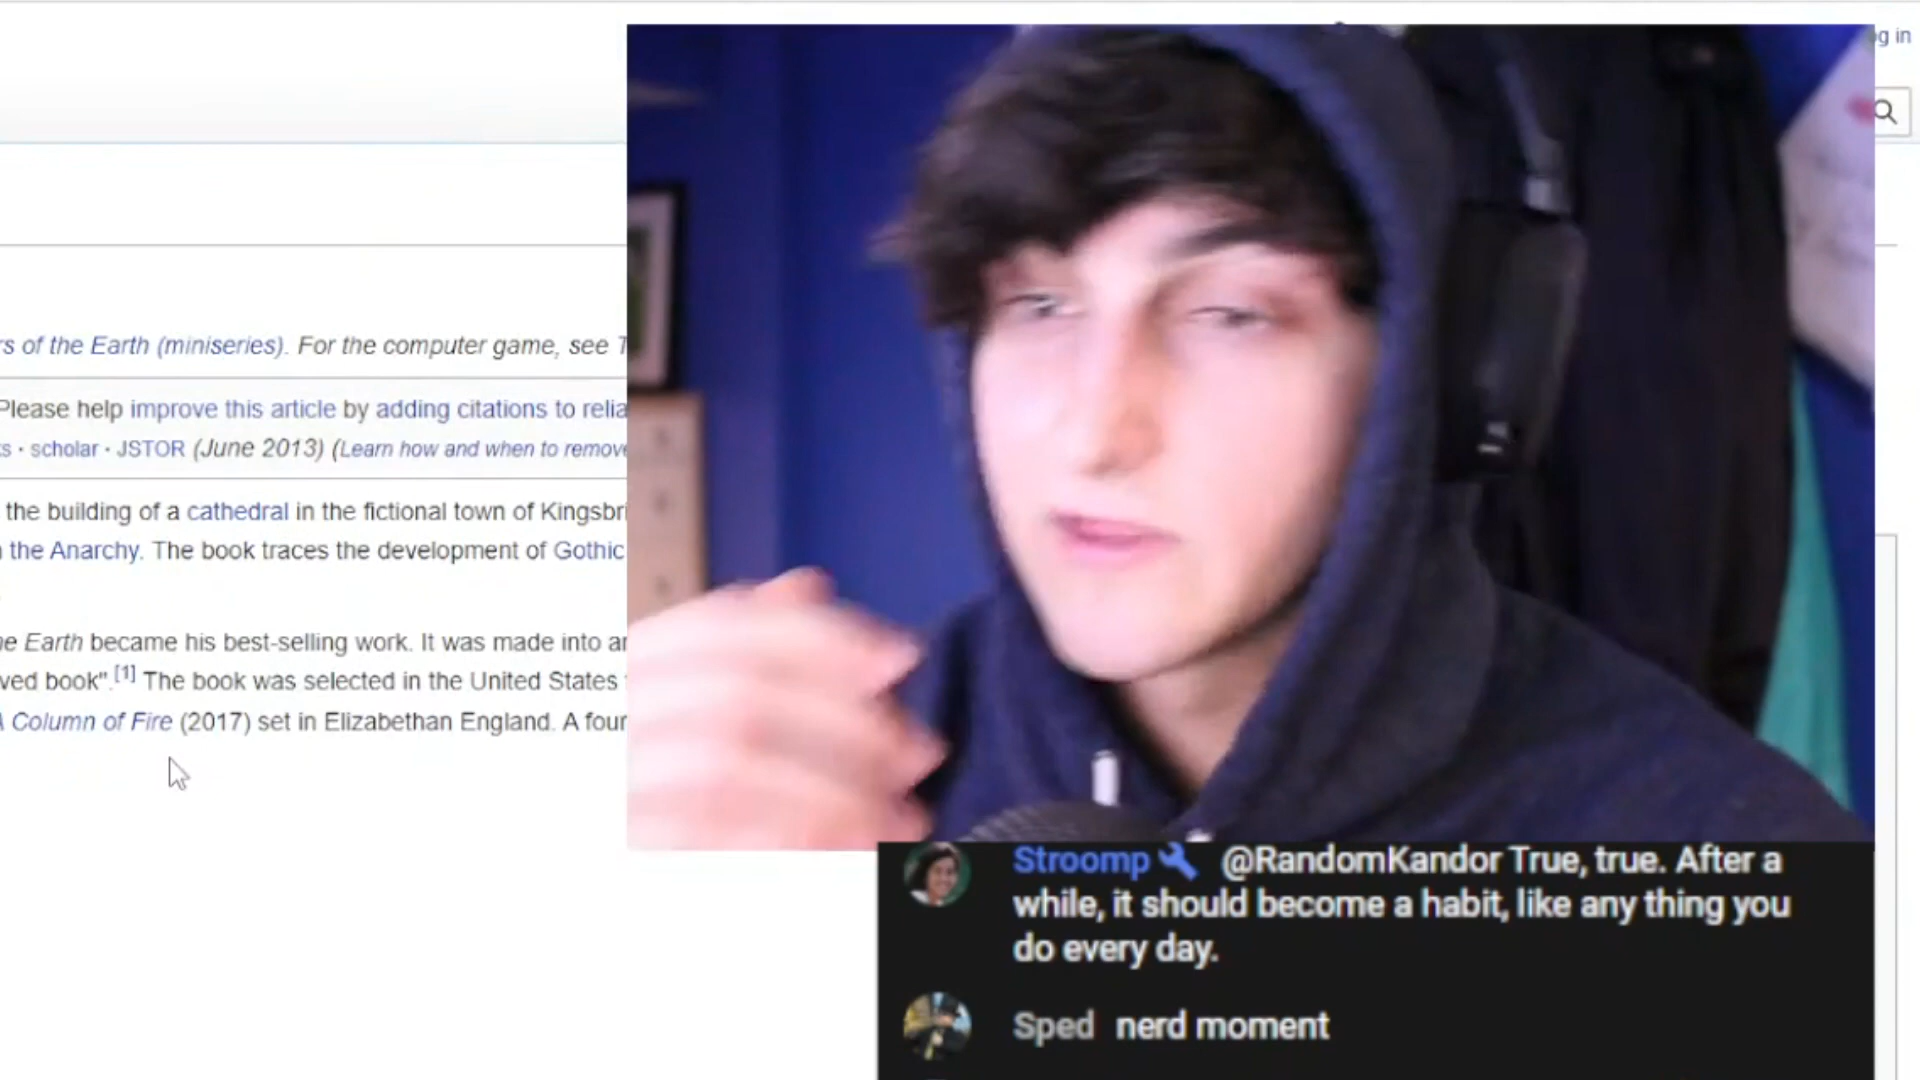 g in
s of the Earth (miniseries). For the computer game, see
Please help improve this article by adding citations to relia
s · scholar · JSTOR (June 2013) (Learn how and when to remove
the building of a cathedral in the fictional town of Kingsbri
the Anarchy. The book traces the development of Gothic
e Earth became his best-selling work. It was made into ar
ved book".[1] The book was selected in the United States
A Column of Fire (2017) set in Elizabethan England. A four
Stroomp @RandomKandor True, true. After a
while, it should become a habit, like any thing you
do every day.
Sped nerd moment